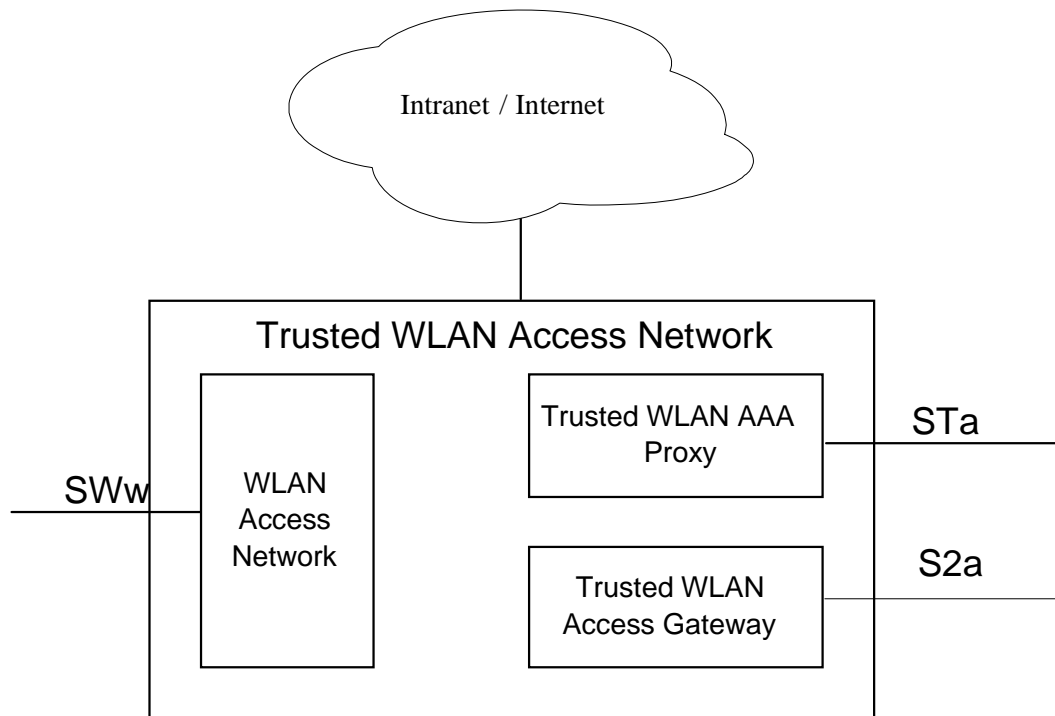 Intranet / Internet
Trusted WLAN Access Network
Trusted WLAN AAA
Proxy
STa
SWw
WLAN
Access
Network
S2a
Trusted WLAN
Access Gateway